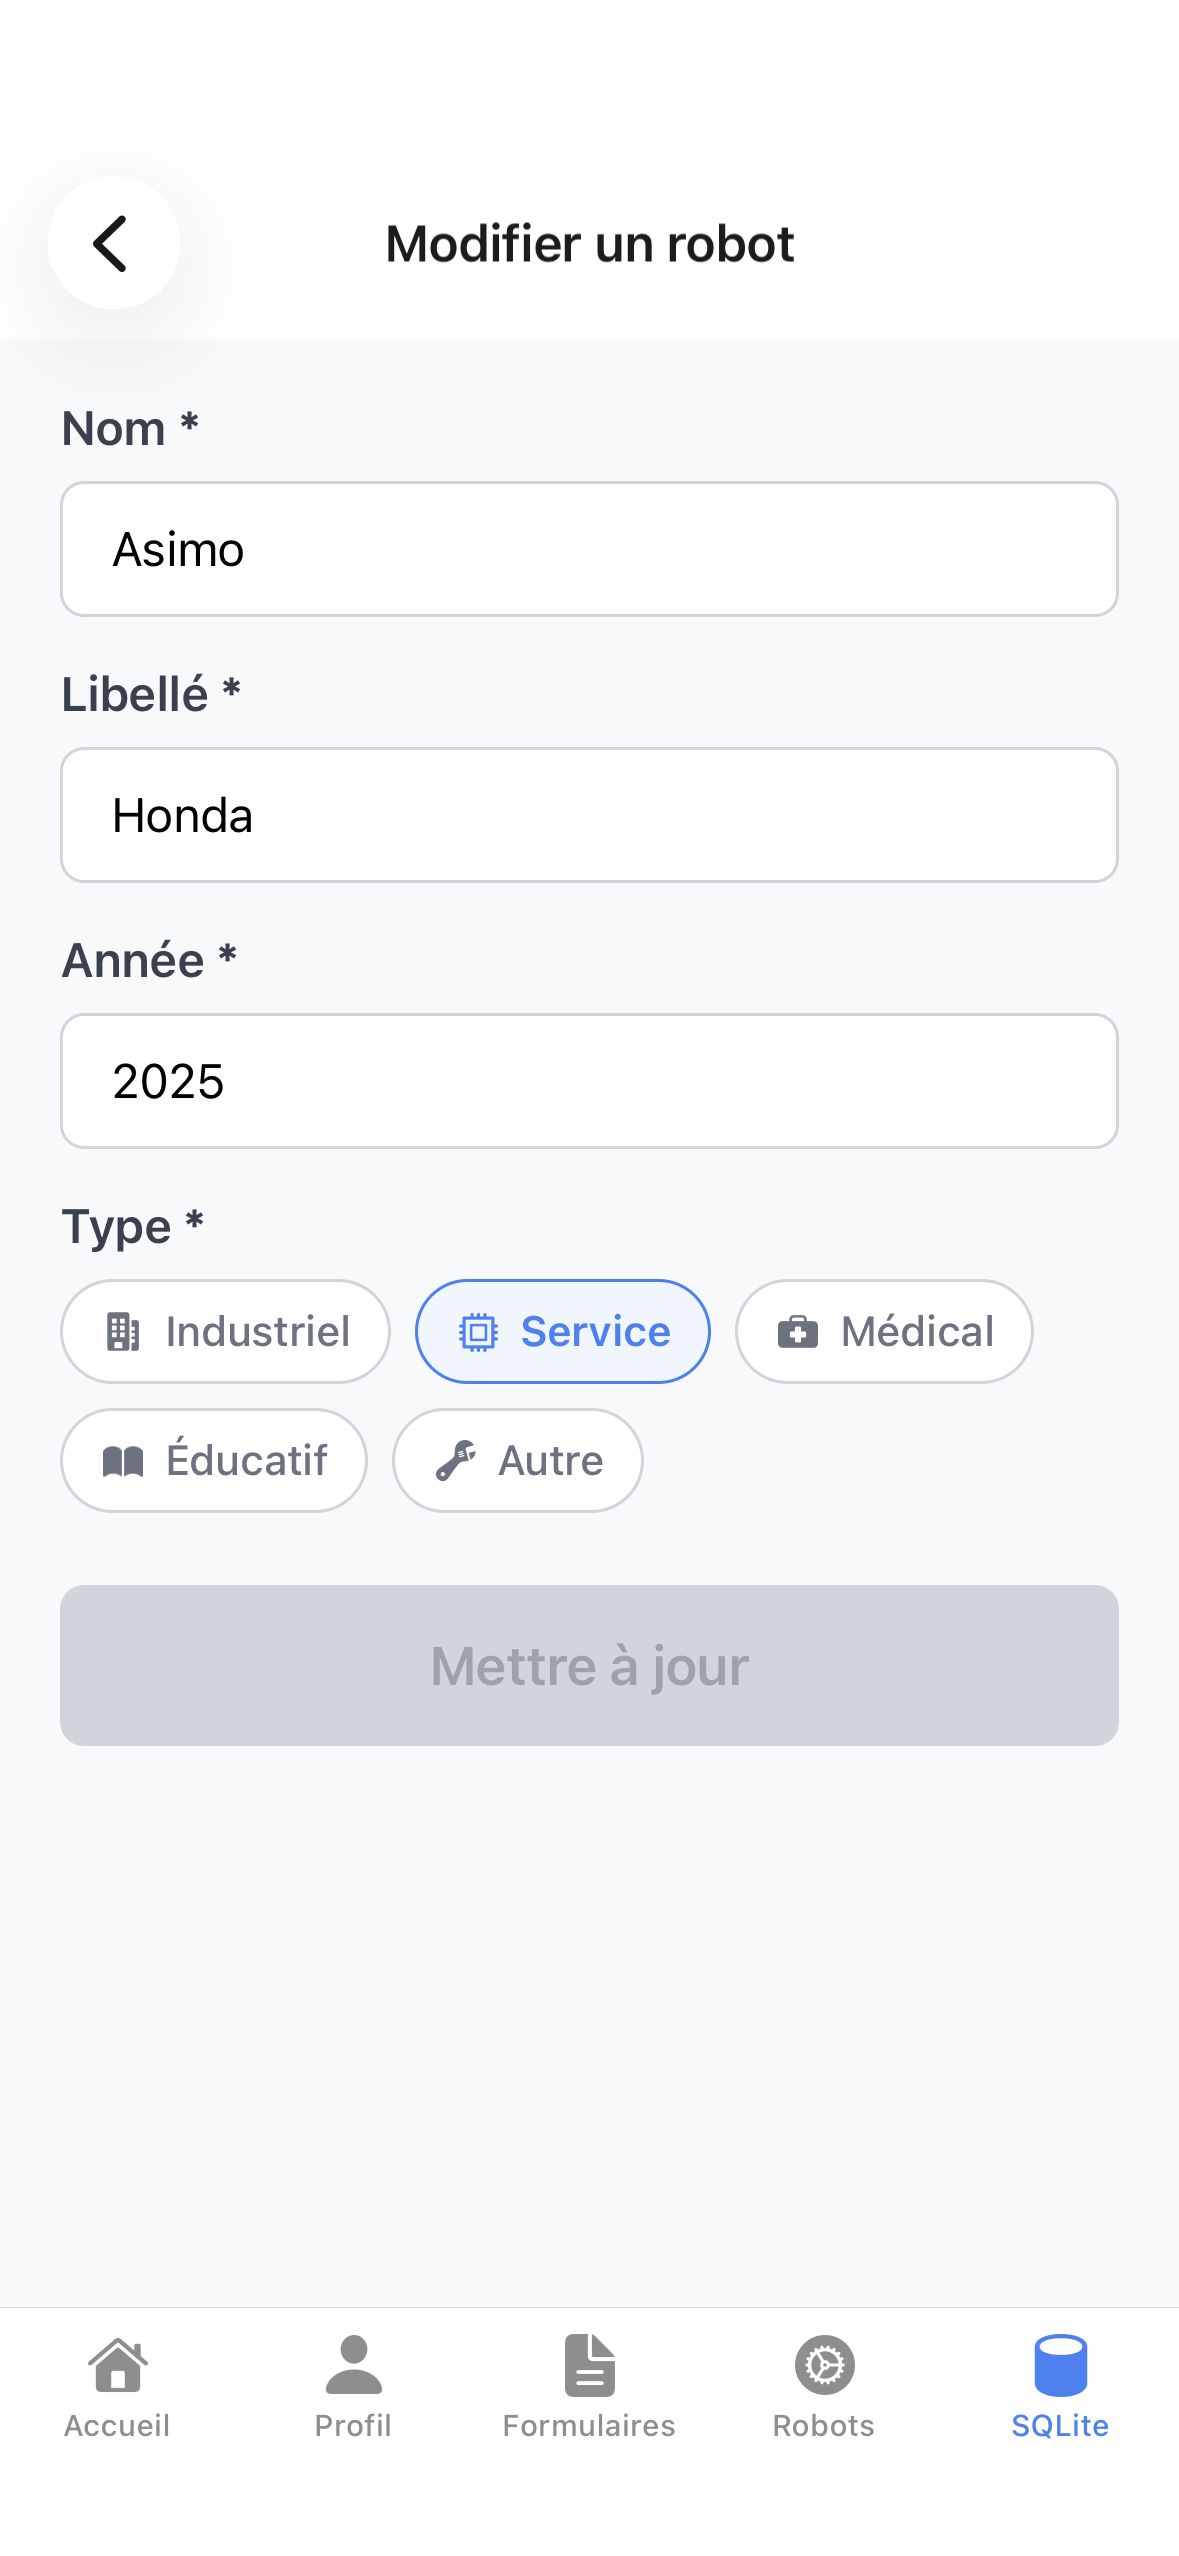 Modifier un robot
Nom *
Asimo
Libellé *
Honda
Année *
2025
Type *
Industriel
Service
Médical
Éducatif
Autre
Mettre à jour
Accueil
Profil
Formulaires
Robots
SQLite